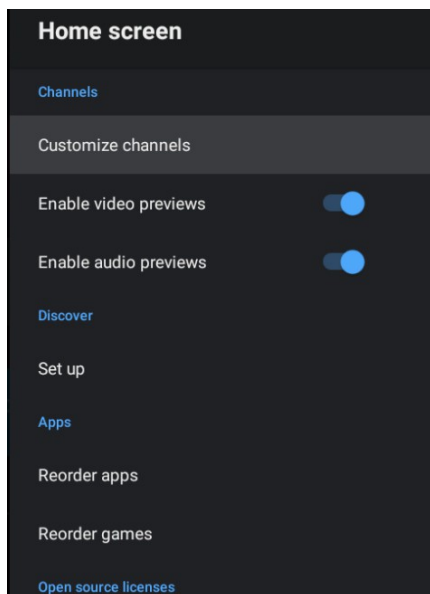 Home screen
Channels
Customize channels
Enable video previews
Enable audio previews
Discover
Set up
Apps
Reorder apps
Reorder games
Open source licenses